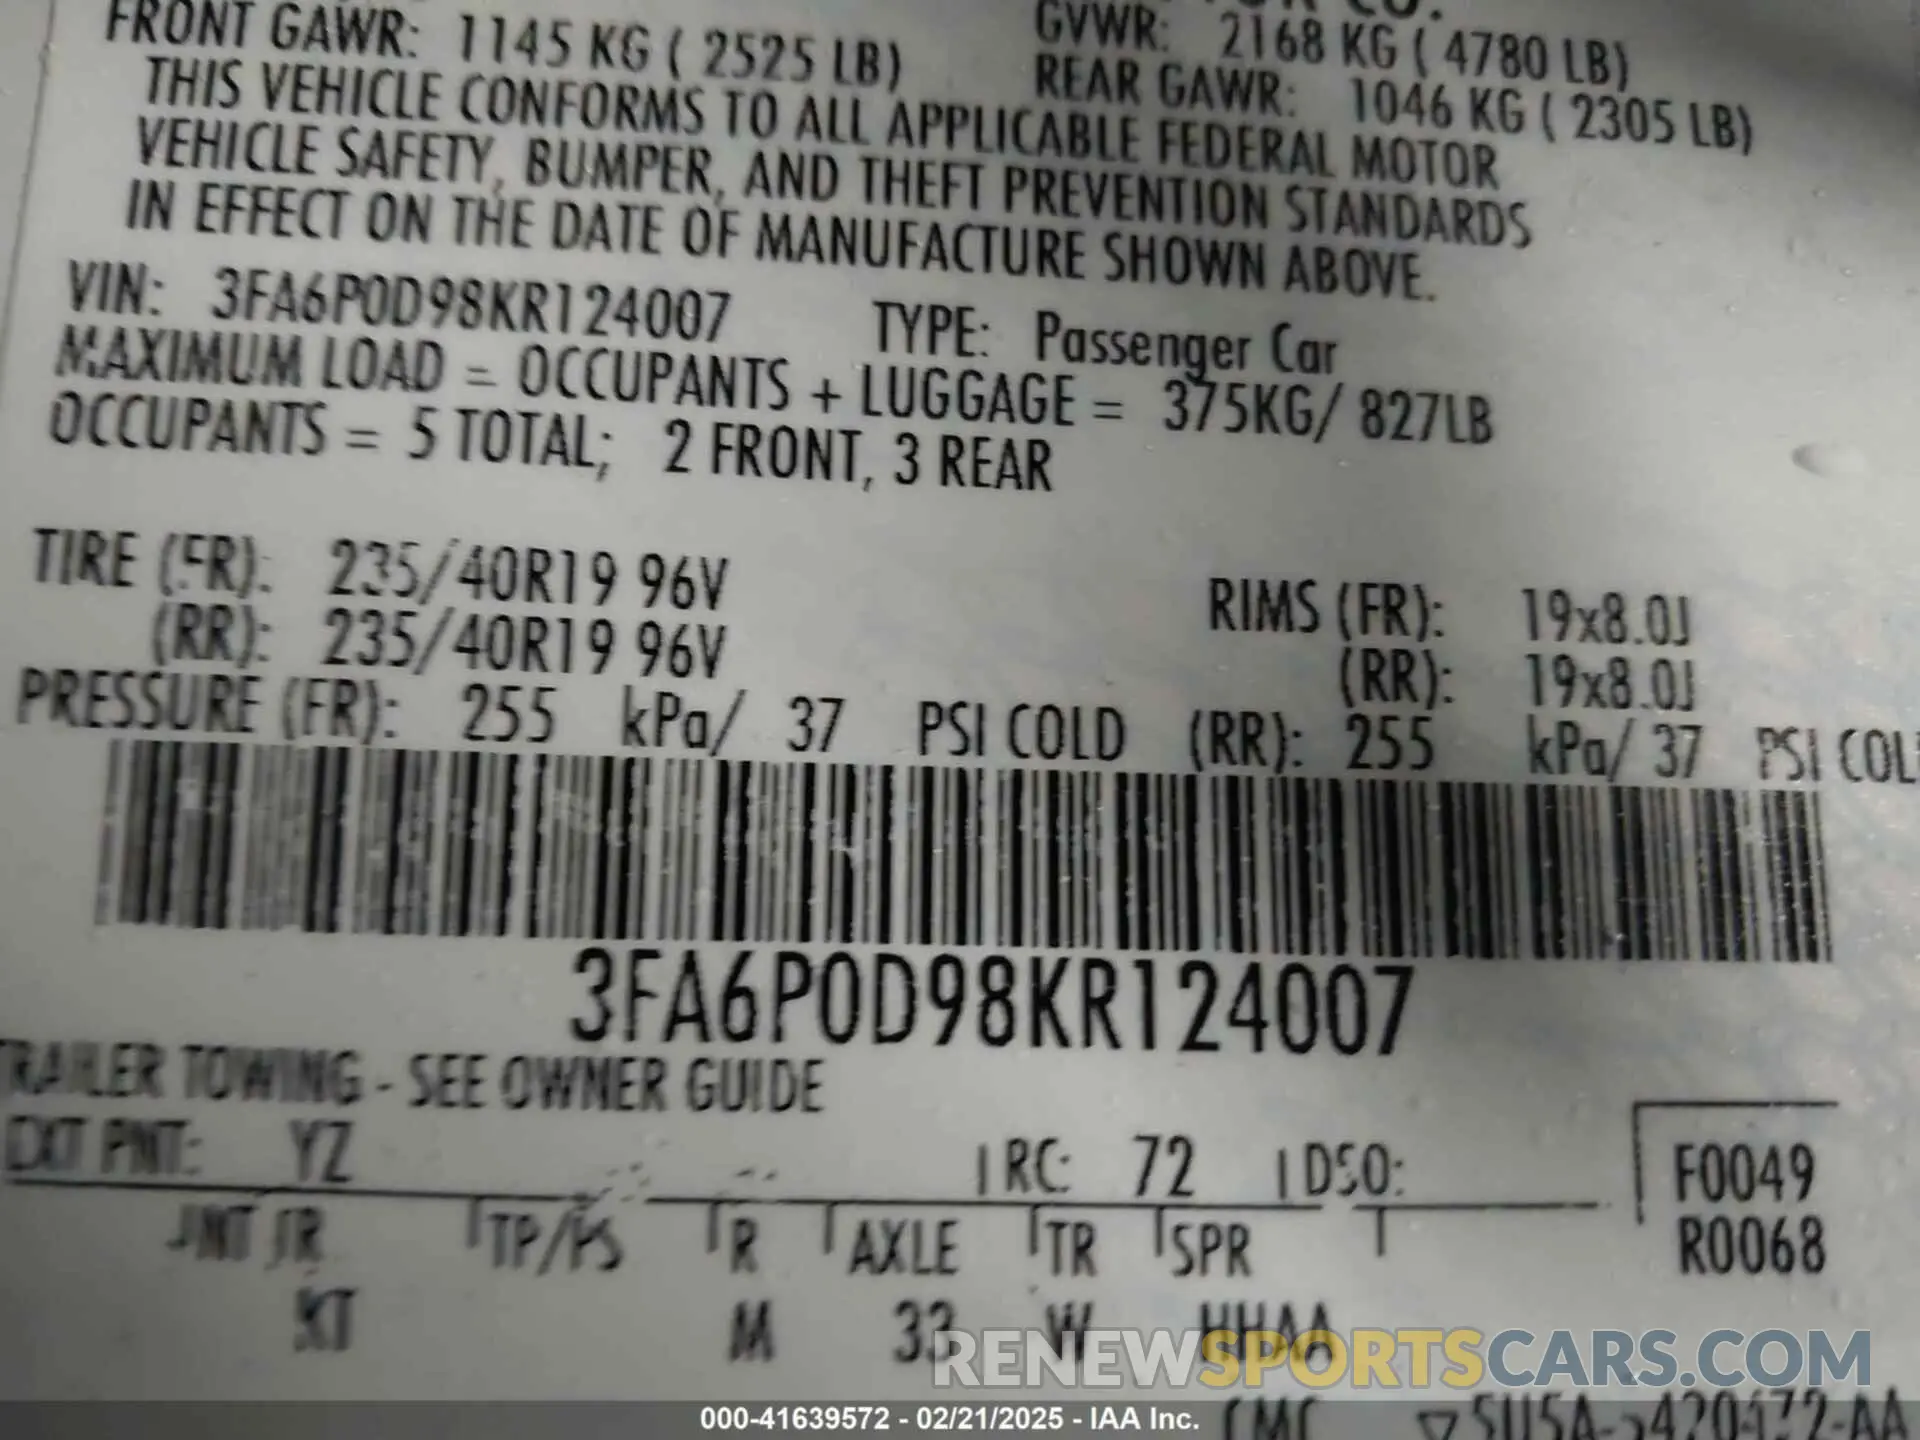 FRONT GAWR: 1145 KG ( 2525 LB) GVWR: 2168 KG ( 4780 LB)
REAR GAWR: 1046 KG ( 2305 LB)
THIS VEHICLE CONFORMS TO ALL APPLICABLE FEDERAL MOTOR
VEHICLE SAFETY, BUMPER, AND THEFT PREVENTION STANDARDS
IN EFFECT ON THE DATE OF MANUFACTURE SHOWN ABOVE.
VIN: 3FA6P0D98KR124007 TYPE: Passenger Car
MAXIMUM LOAD = OCCUPANTS + LUGGAGE = 375KG/ 827LB
OCCUPANTS = 5 TOTAL; 2 FRONT, 3 REAR
TIRE (FR): 235/40R19 96V RIMS (FR): 19x8.0J
(RR): 235/40R19 96V (RR): 19x8.0J
PRESSURE (FR): 255 kPa/ 37 PSI COLD (RR): 255 kPa/ 37 PSI COL
3FA6P0D98KR124007
TRAILER TOWING - SEE OWNER GUIDE
EXT PNT: YZ RC: 72 DSO: F0049
INT TR TP/PS R AXLE TR SPR R0068
M 33 W HHAA
RENEWSPORTSCARS.COM
000-41639572 - 02/21/2025 - IAA Inc.